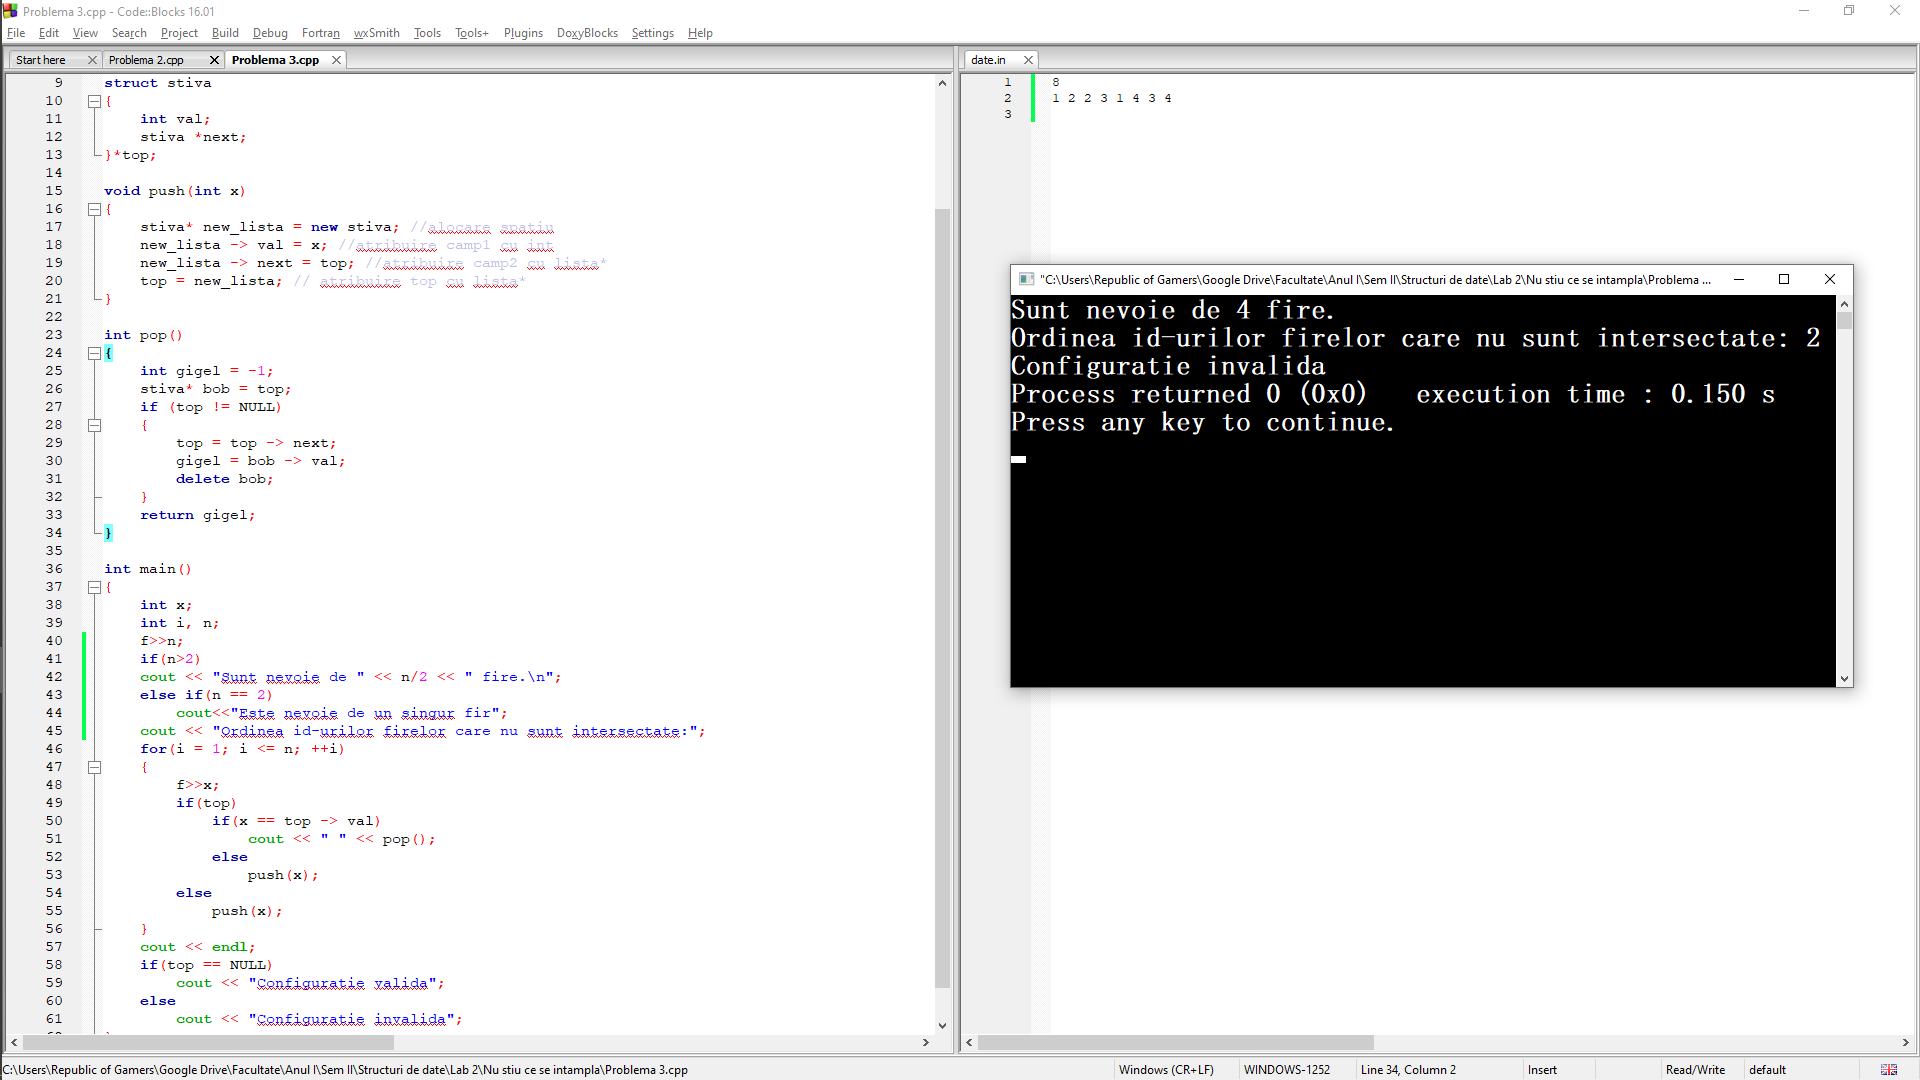 Problema 3.cpp - Code::Blocks 16.01
File Edit View Search Project Build Debug Fortran wxSmith Tools Tools+ Plugins DoxyBlocks Settings Help
Start here Problema 2.cpp Problema 3.cpp
9 struct stiva
10 {
11 int val;
12 stiva *next;
13 }*top;
14
15 void push(int x)
16 {
17 stiva* new_lista = new stiva; //alocare spatiu
18 new_lista -> val = x; //atribuire camp1 cu int
19 new_lista -> next = top; //atribuire camp2 cu lista*
20 top = new_lista; // atribuire top cu lista*
21 }
22
23 int pop()
24 {
25 int gigel = -1;
26 stiva* bob = top;
27 if (top != NULL)
28 {
29 top = top -> next;
30 gigel = bob -> val;
31 delete bob;
32 }
33 return gigel;
34 }
35
36 int main()
37 {
38 int x;
39 int i, n;
40 f>>n;
41 if(n>2)
42 cout << "Sunt nevoie de " << n/2 << " fire.\n";
43 else if(n == 2)
44 cout<<"Este nevoie de un singur fir";
45 cout << "Ordinea id-urilor firelor care nu sunt intersectate:";
46 for(i = 1; i <= n; ++i)
47 {
48 f>>x;
49 if(top)
50 if(x == top -> val)
51 cout << " " << pop();
52 else
53 push(x);
54 else
55 push(x);
56 }
57 cout << endl;
58 if(top == NULL)
59 cout << "Configuratie valida";
60 else
61 cout << "Configuratie invalida";
date.in
1 8
2 1 2 2 3 1 4 3 4
3
"C:\Users\Republic of Gamers\Google Drive\Facultate\Anul I\Sem II\Structuri de date\Lab 2\Nu stiu ce se intampla\Problema ...
Sunt nevoie de 4 fire.
Ordinea id-urilor firelor care nu sunt intersectate: 2
Configuratie invalida
Process returned 0 (0x0) execution time : 0.150 s
Press any key to continue.
C:\Users\Republic of Gamers\Google Drive\Facultate\Anul I\Sem II\Structuri de date\Lab 2\Nu stiu ce se intampla\Problema 3.cpp Windows (CR+LF) WINDOWS-1252 Line 34, Column 2 Insert Read/Write default